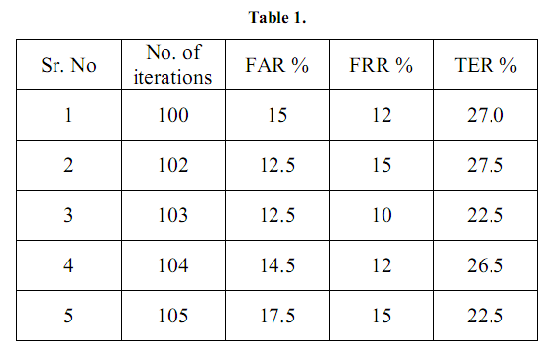 Table 1.
Sr. No No. of iterations FAR % FRR % TER %
1 100 15 12 27.0
2 102 12.5 15 27.5
3 103 12.5 10 22.5
4 104 14.5 12 26.5
5 105 17.5 15 22.5